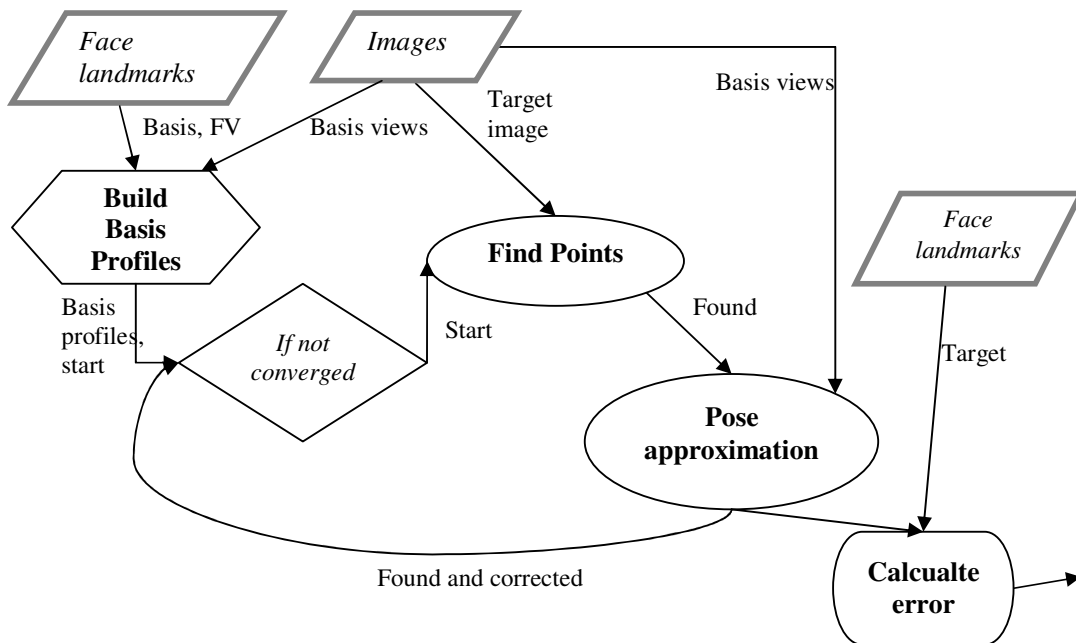 Face
landmarks
Images
Basis views
Basis, FV
Basis views
Target
image
Build
Basis
Profiles
Find Points
Face
landmarks
Basis
profiles,
start
If not
converged
Start
Found
Target
Pose
approximation
Found and corrected
Calcualte
error